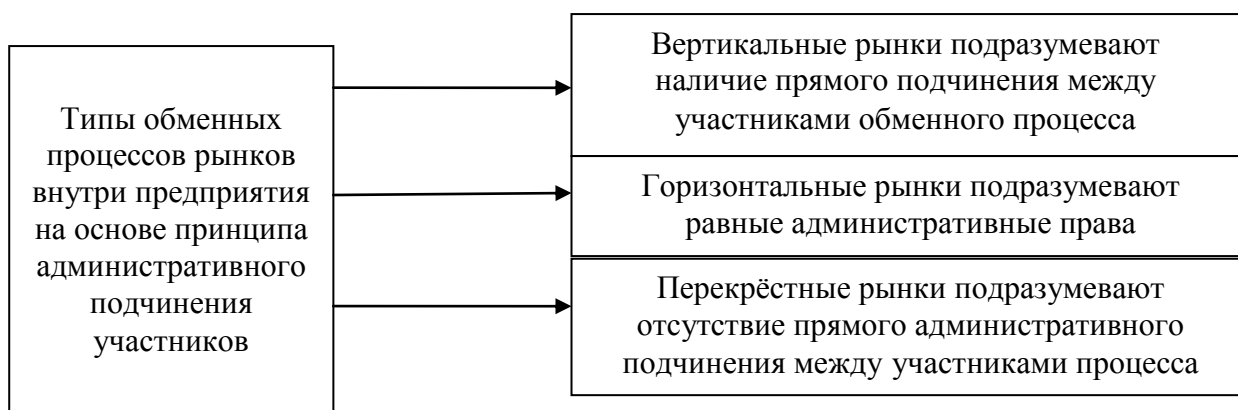 Типы обменных
процессов рынков
внутри предприятия
на основе принципа
административного
подчинения
участников
Вертикальные рынки подразумевают
наличие прямого подчинения между
участниками обменного процесса
Горизонтальные рынки подразумевают
равные административные права
Перекрёстные рынки подразумевают
отсутствие прямого административного
подчинения между участниками процесса